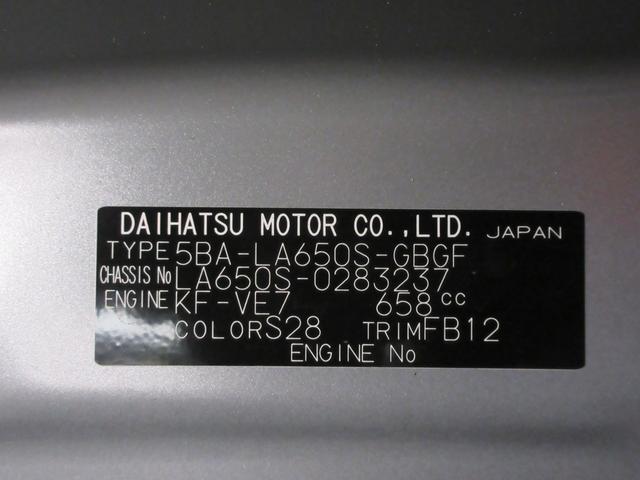 DAIHATSU MOTOR CO.,LTD. JAPAN
TYPE 5BA-LA650S-GBGF
CHASSIS No LA650S-0283237
ENGINE KF-VE7 658cc
COLOR S28 TRIM FB12
ENGINE No